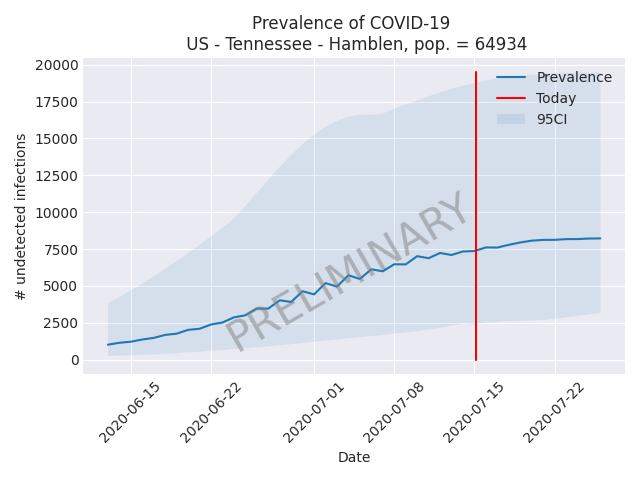 Prevalence of COVID-19
US - Tennessee - Hamblen, pop. = 64934
20000
17500
15000
12500
10000
7500
5000
2500
0
# undetected infections
Prevalence
Today
95CI
PRELIMINARY
2020-06-15
2020-06-22
2020-07-01
2020-07-08
2020-07-15
2020-07-22
Date